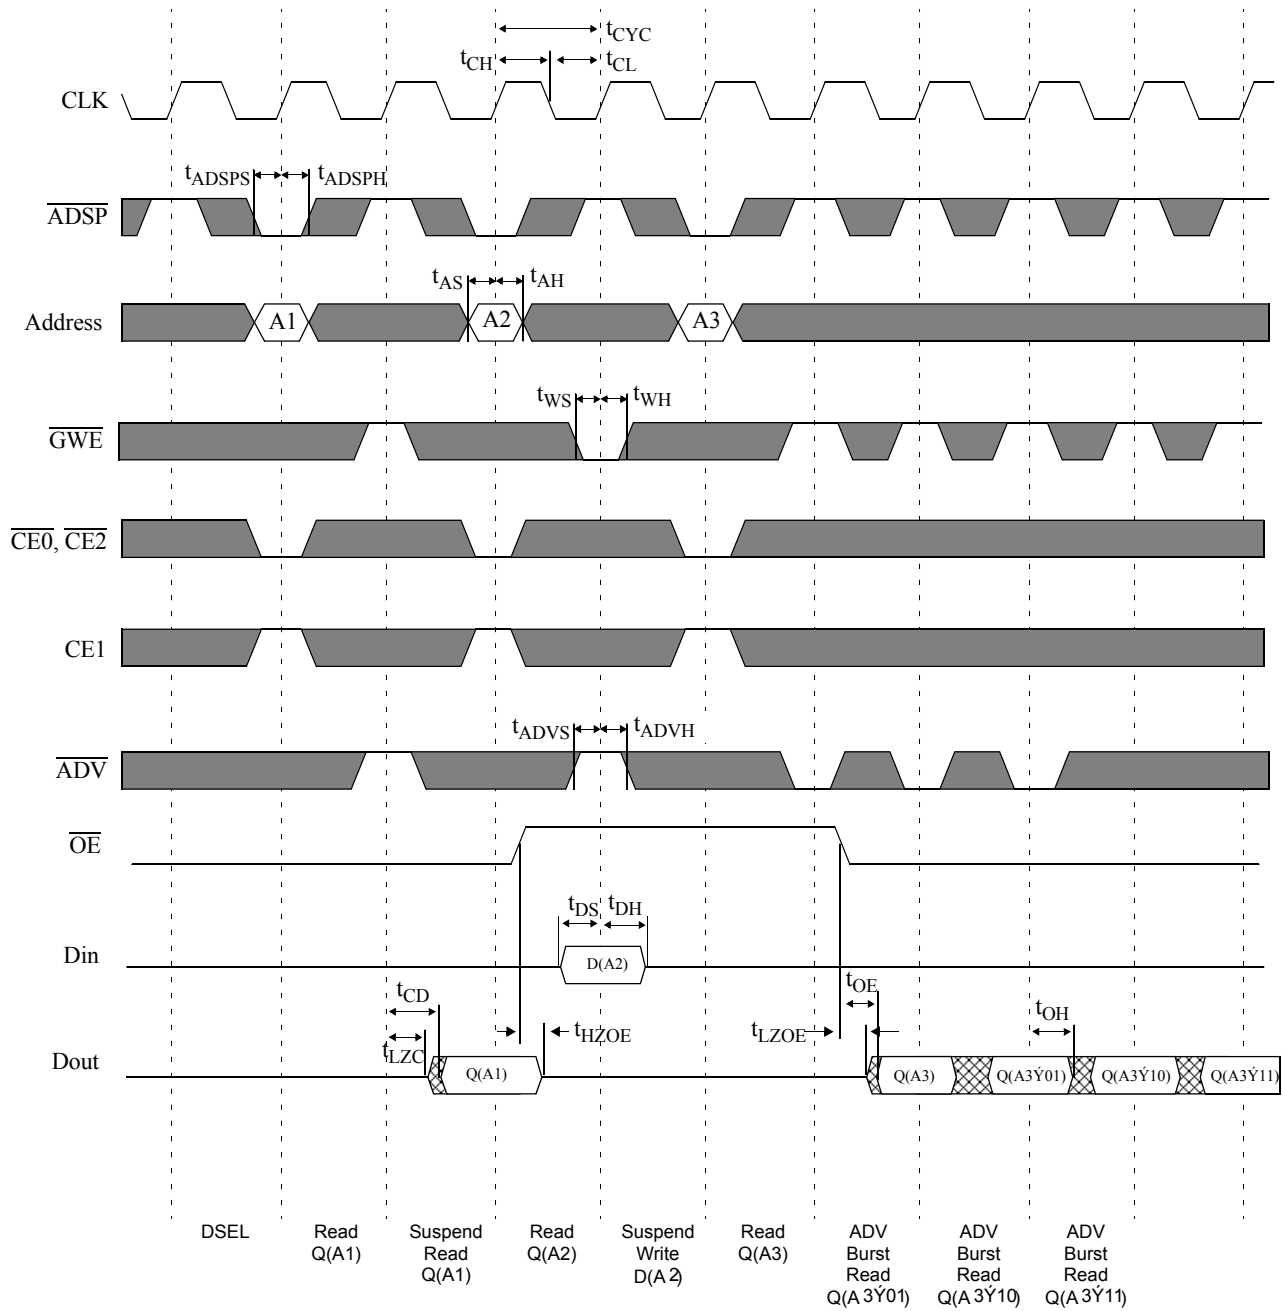 tCYC
tCH tCL
CLK
tADSPS tADSPH
ADSP
tAS tAH
Address A1 A2 A3
tWS tWH
GWE
CE0, CE2
CE1
tADVS tADVH
ADV
OE
tDS tDH
Din D(A2)
tCD tOE tOH
tHZOE tLZOE
tLZC
Dout Q(A1) Q(A3) Q(A3Ý01) Q(A3Ý10) Q(A3Ý11)
DSEL Read Suspend Read Suspend Read ADV ADV ADV
Q(A1) Read Q(A2) Write Q(A3) Burst Burst Burst
Q(A1) D(A2) Read Read Read
Q(A3Ý01) Q(A3Ý10) Q(A3Ý11)